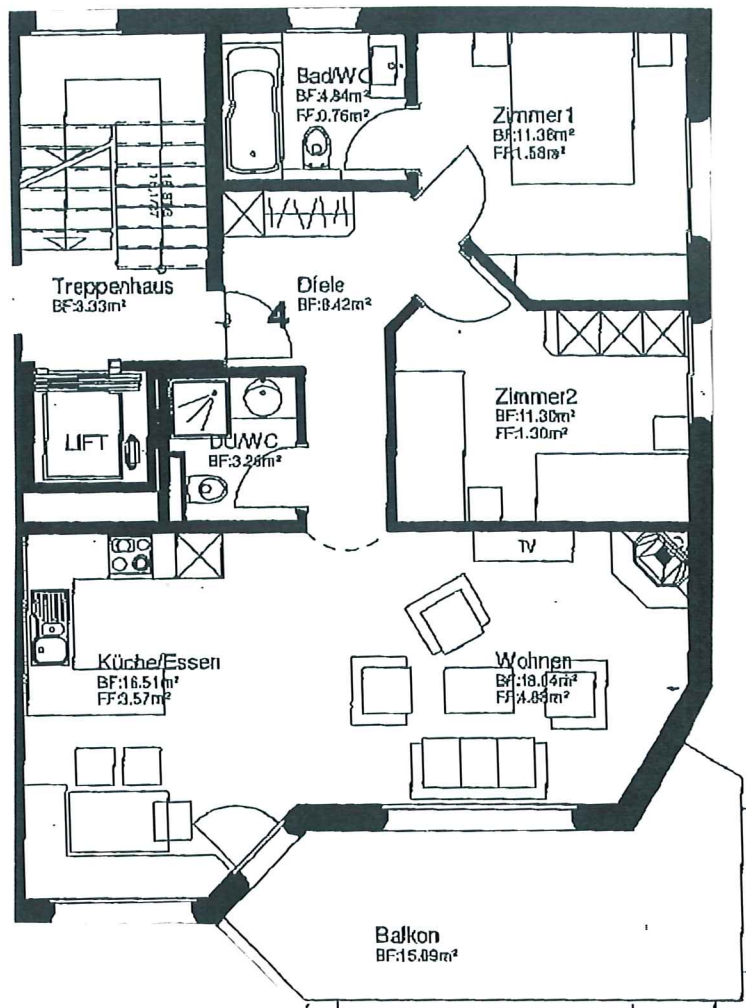 Bad/WC
BF:4.84m²
FF:0.76m²
Zimmer1
BF:11.36m²
FF:1.58m²
Treppenhaus
BF:3.33m²
Diele
BF:8.42m²
4
Zimmer2
BF:11.36m²
FF:1.30m²
LIFT
DU/WC
BF:3.26m²
TV
Küche/Essen
BF:16.51m²
FF:3.57m²
Wohnen
BF:18.04m²
FF:4.83m²
Balkon
BF:15.09m²